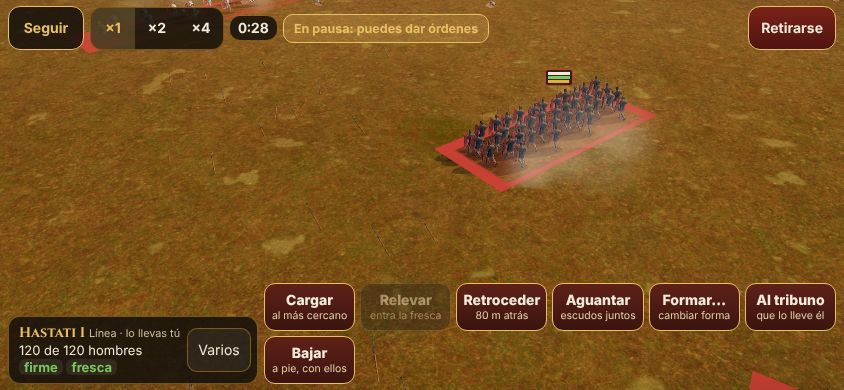 Seguir
×1 ×2 ×4
0:28
En pausa: puedes dar órdenes
Retirarse
Cargar
al más cercano
Relevar
entra la fresca
Retroceder
80 m atrás
Aguantar
escudos juntos
Formar...
cambiar forma
Al tribuno
que lo lleve él
HASTATI I Línea · lo llevas tú
120 de 120 hombres
firme fresca
Varios
Bajar
a pie, con ellos